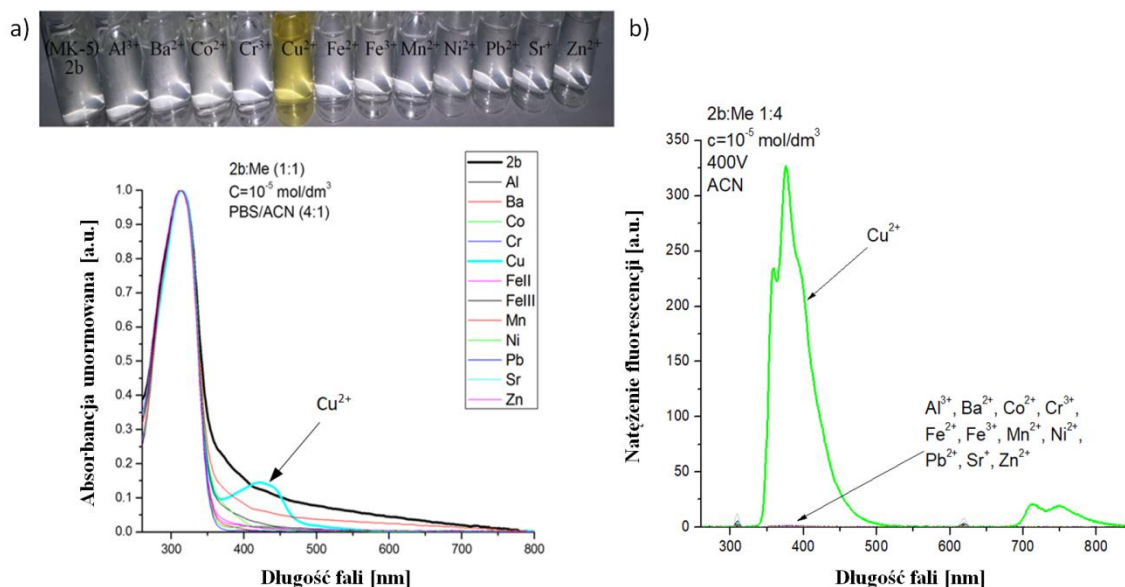 a)
(MK-5) Al³⁺ Ba²⁺ Co²⁺ Cr³⁺ Cu²⁺ Fe²⁺ Fe³⁺ Mn²⁺ Ni²⁺ Pb²⁺ Sr⁺ Zn²⁺
2b
2b:Me (1:1)
C=10⁻⁵ mol/dm³
PBS/ACN (4:1)
2b
Al
Ba
Co
Cr
Cu
FeII
FeIII
Mn
Ni
Pb
Sr
Zn
Cu²⁺
Absorbancja unormowana [a.u.]
1.0
0.9
0.8
0.7
0.6
0.5
0.4
0.3
0.2
0.1
0.0
300 400 500 600 700 800
Długość fali [nm]
b)
2b:Me 1:4
c=10⁻⁵ mol/dm³
400V
ACN
Cu²⁺
Al³⁺, Ba²⁺, Co²⁺, Cr³⁺,
Fe²⁺, Fe³⁺, Mn²⁺, Ni²⁺,
Pb²⁺, Sr⁺, Zn²⁺
Natężenie fluorescencji [a.u.]
350
300
250
200
150
100
50
0
300 400 500 600 700 800
Długość fali [nm]